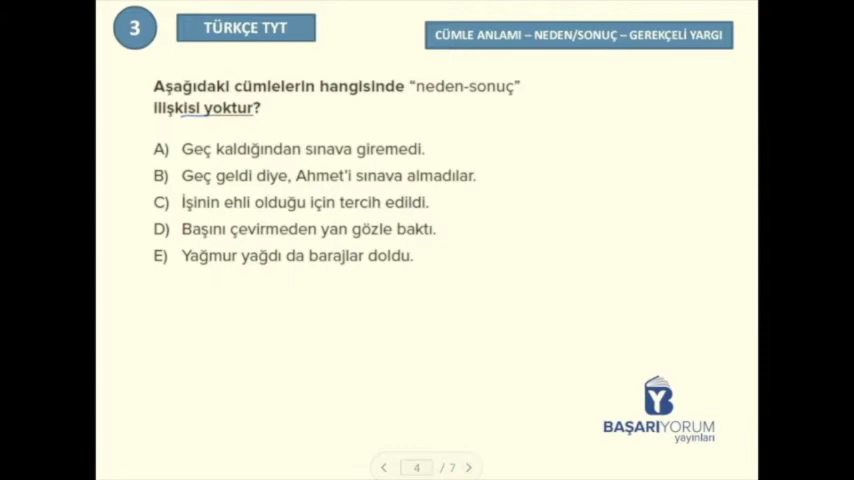 3
TÜRKÇE TYT
CÜMLE ANLAMI – NEDEN/SONUÇ – GEREKÇELİ YARGI
Aşağıdaki cümlelerin hangisinde “neden-sonuç”
ilişkisi yoktur?
A) Geç kaldığından sınava giremedi.
B) Geç geldi diye, Ahmet’i sınava almadılar.
C) İşinin ehli olduğu için tercih edildi.
D) Başını çevirmeden yan gözle baktı.
E) Yağmur yağdı da barajlar doldu.
BAŞARIYORUM
yayınları
< 4 / 7 >